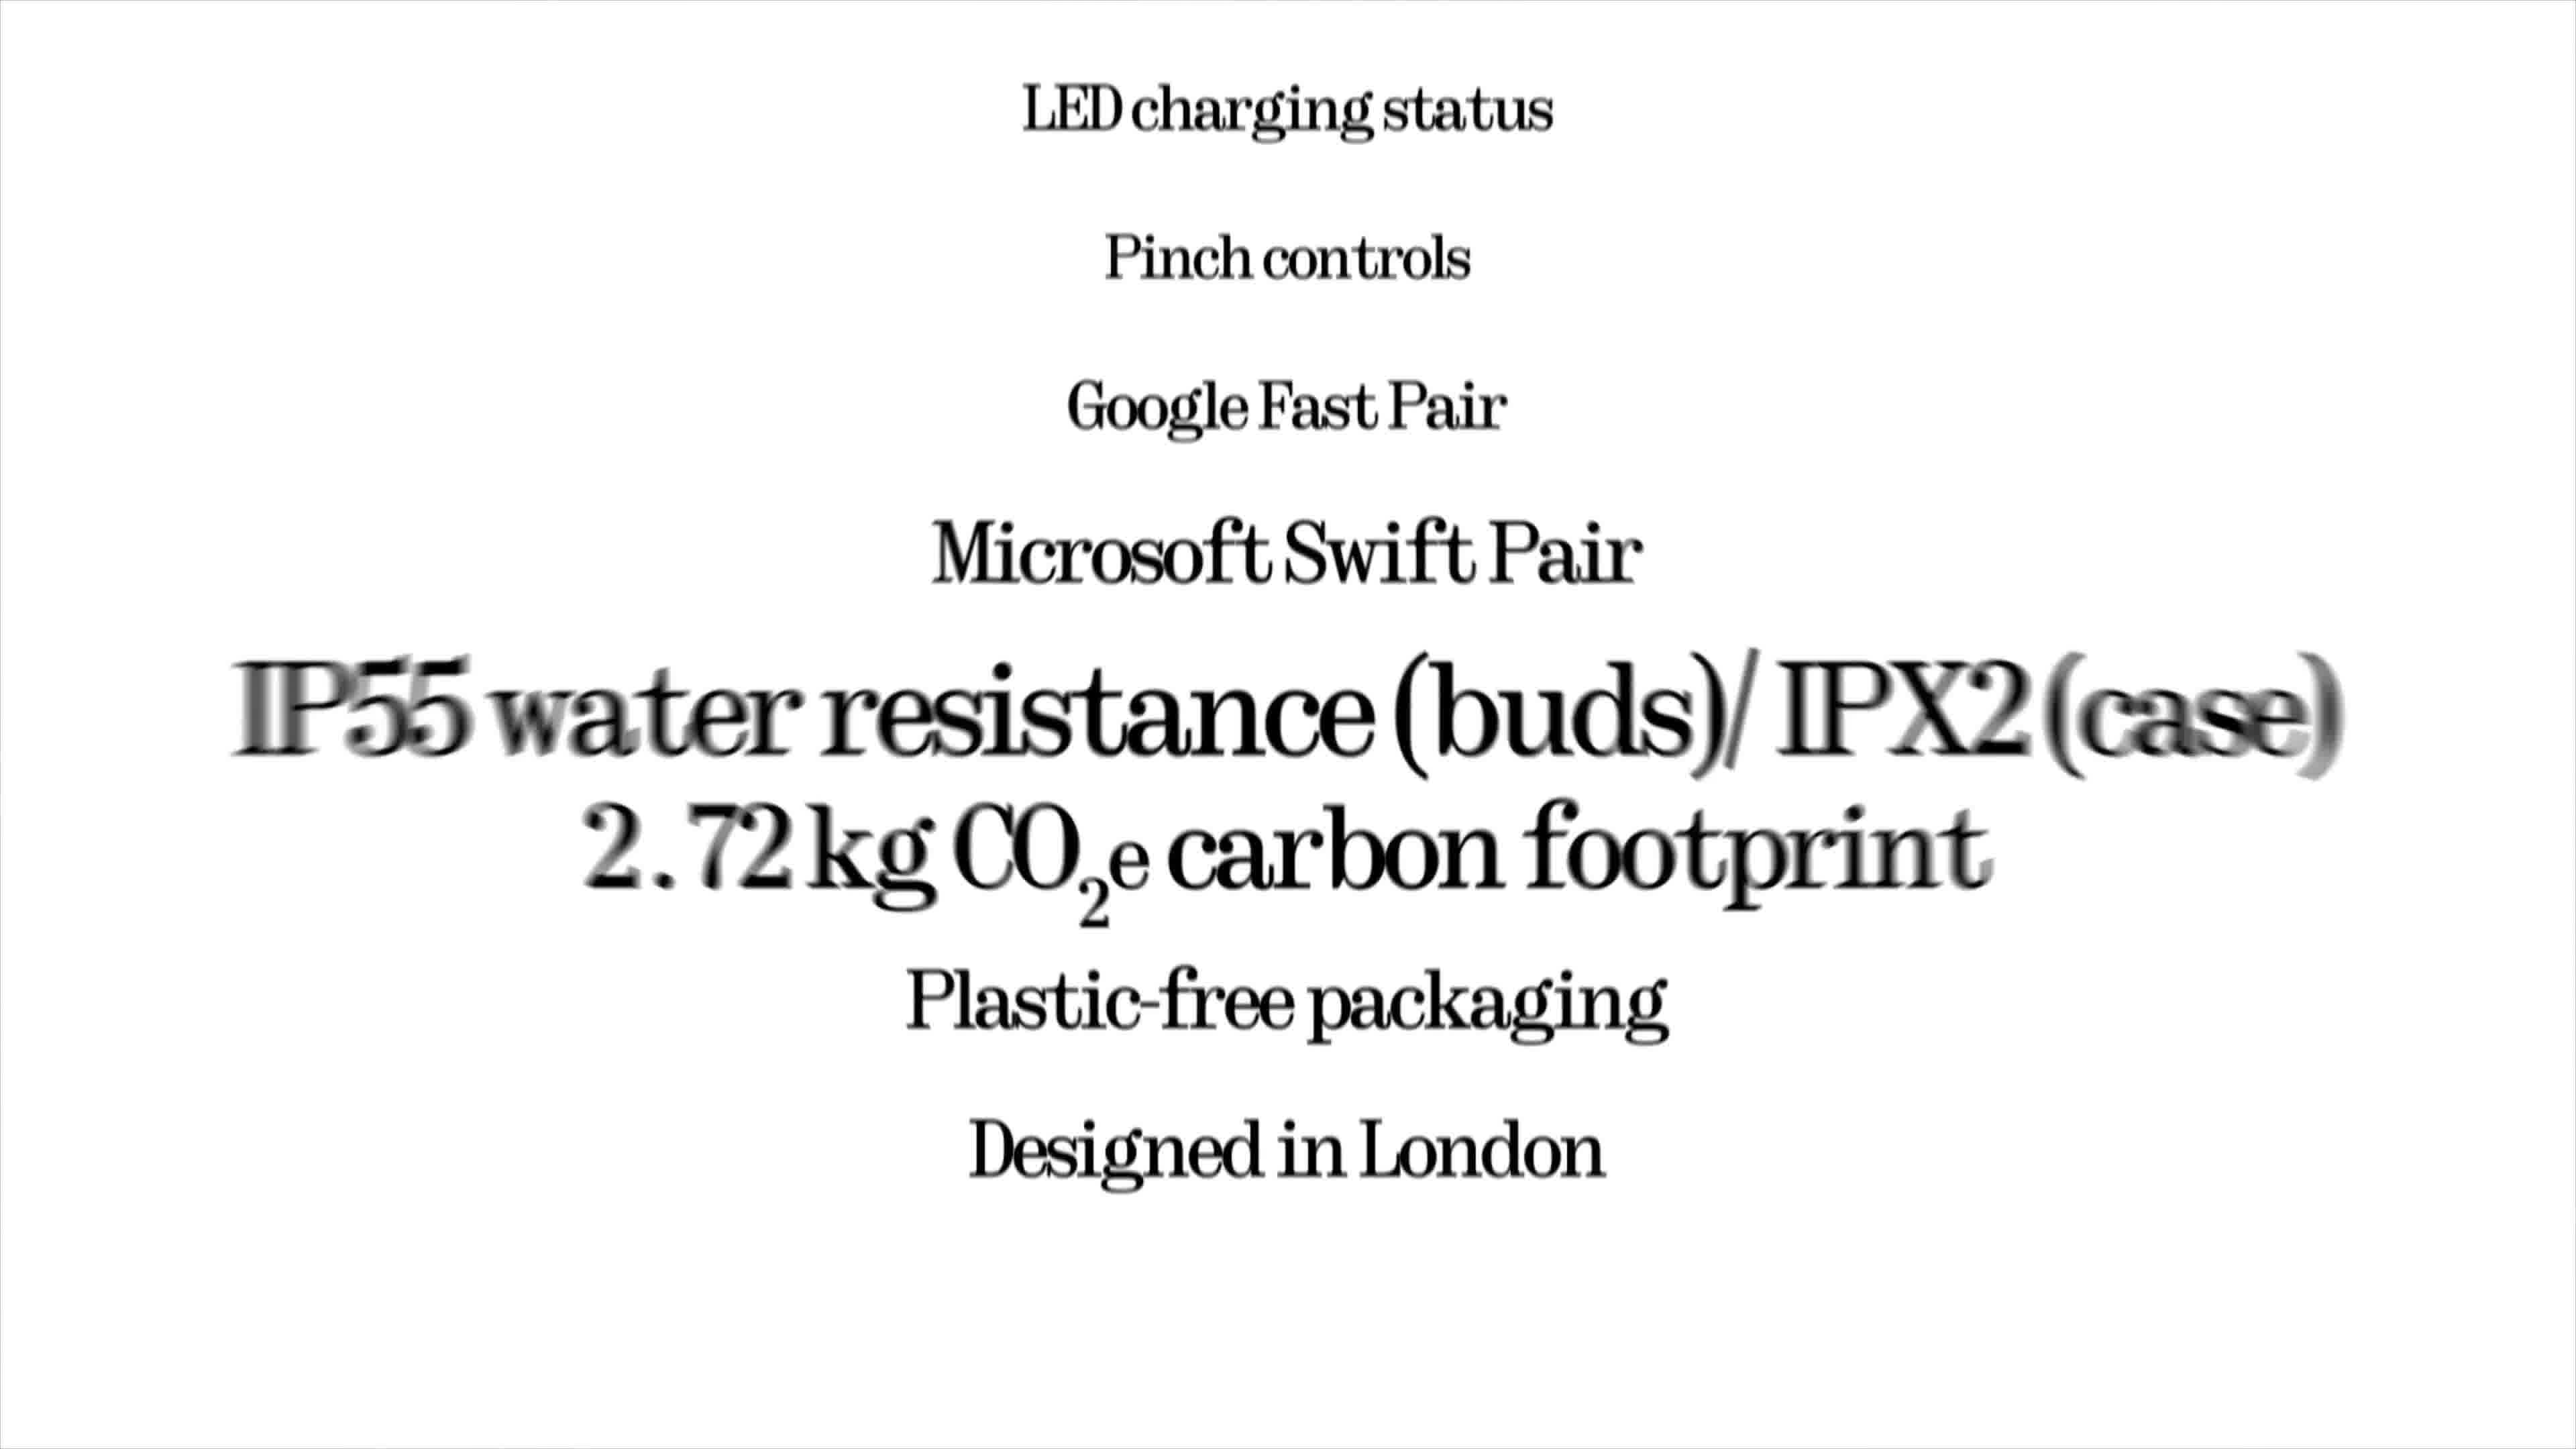 LED charging status
Pinch controls
Google Fast Pair
Microsoft Swift Pair
IP55 water resistance (buds)/ IPX2 (case)
2.72 kg CO₂e carbon footprint
Plastic-free packaging
Designed in London